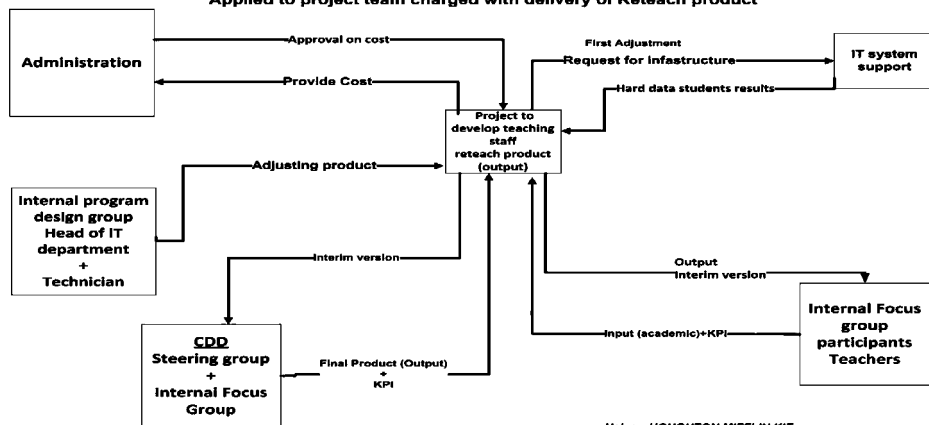 Applied to project team charged with delivery of Reteach product
Administration
Approval on cost
Provide Cost
First Adjustment
Request for infastructure
Hard data students results
IT system
support
Project to
develop teaching
staff
reteach product
(output)
Adjusting product
Internal program
design group
Head of IT
department
+
Technician
Interim version
Output
Interim version
CDD
Steering group
+
Internal Focus
Group
Final Product (Output)
+
KPI
Input (academic)+KPI
Internal Focus
group
participants
Teachers
HOUGHTON MIFFLIN KIT